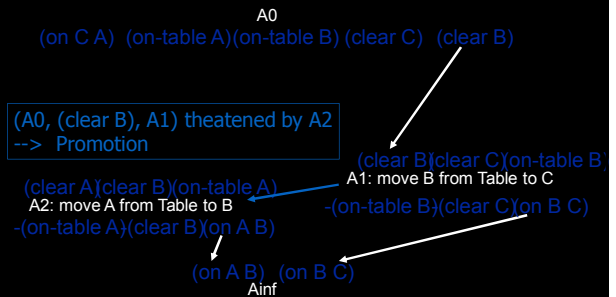 A0
(on C A) (on-table A)(on-table B) (clear C) (clear B)
(A0, (clear B), A1) theatened by A2
--> Promotion
(clear B)(clear C)(on-table B)
A1: move B from Table to C
-(on-table B)-(clear C)(on B C)
(clear A)(clear B)(on-table A)
A2: move A from Table to B
-(on-table A)-(clear B)(on A B)
(on A B) (on B C)
Ainf